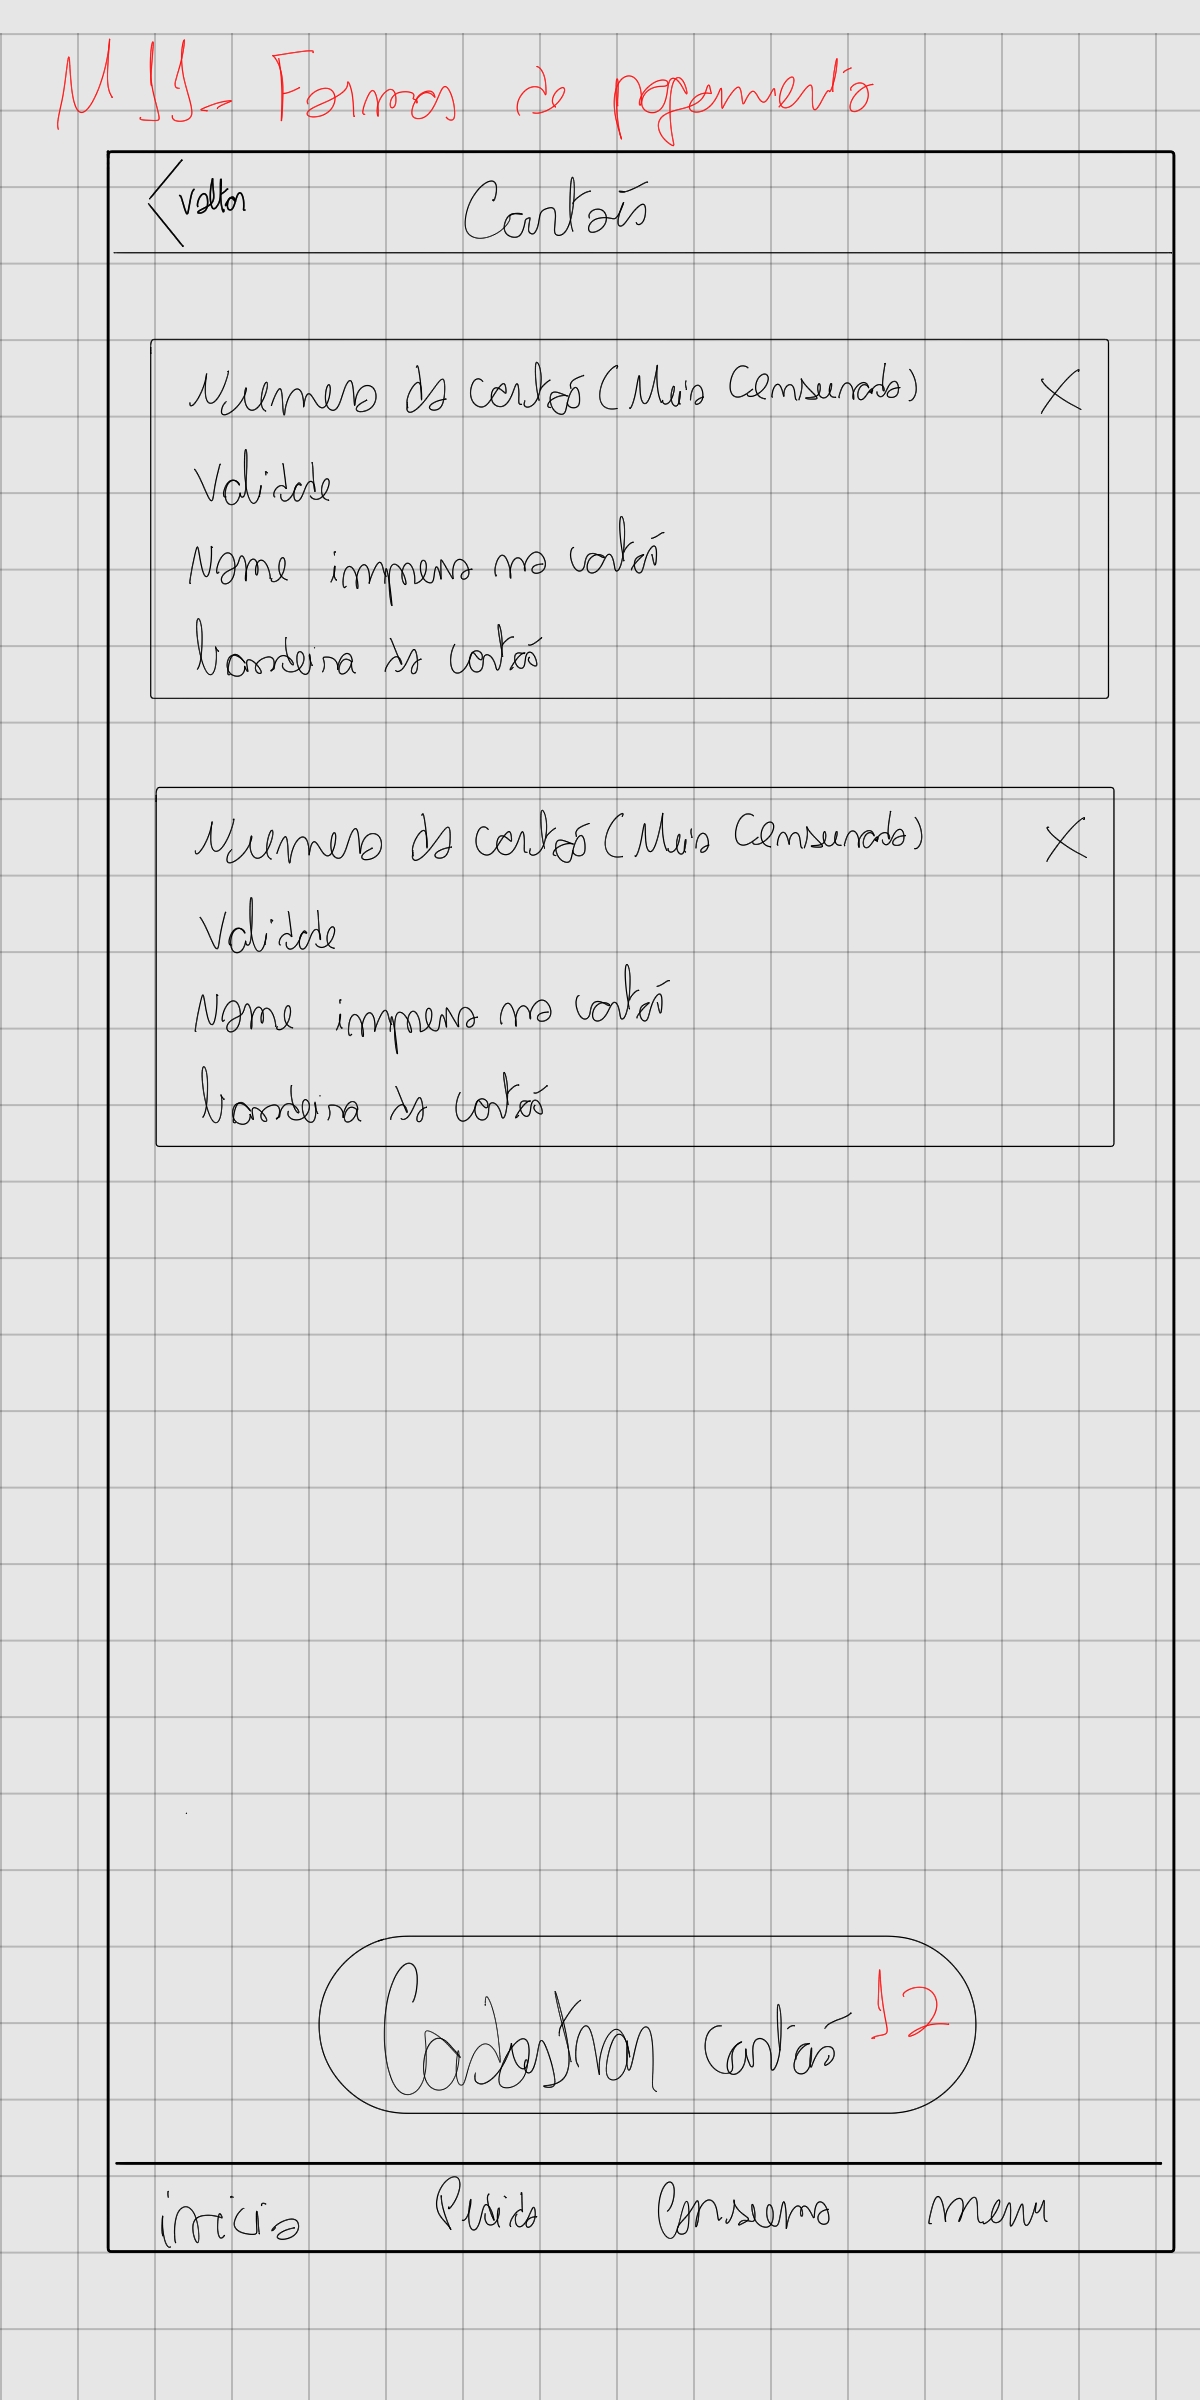 M 11- Formas de pagamento
Voltar
Cartõis
Numero do cartão (Meio Censurado) X
Validade
Nome impresso no cartão
bandeira do cartão
Numero do cartão (Meio Censurado) X
Validade
Nome impresso no cartão
bandeira do cartão
Cadastrar cartão 12
inicio Pedido Consumo menu